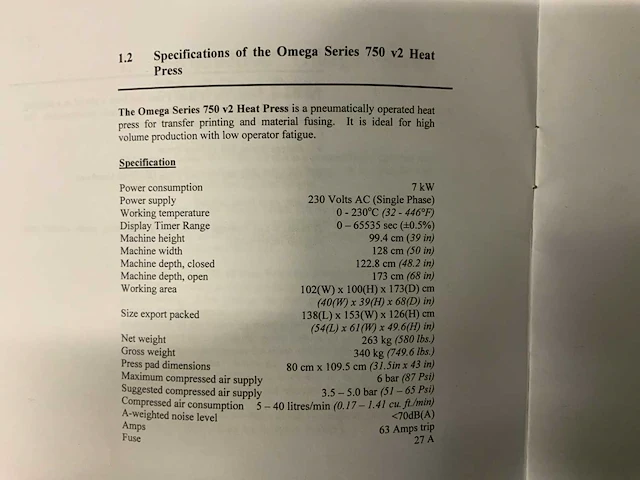 1.2 Specifications of the Omega Series 750 v2 Heat
Press
The Omega Series 750 v2 Heat Press is a pneumatically operated heat
press for transfer printing and material fusing. It is ideal for high
volume production with low operator fatigue.
Specification
Power consumption 7 kW
Power supply 230 Volts AC (Single Phase)
Working temperature 0 - 230°C (32 - 446°F)
Display Timer Range 0 – 65535 sec (±0.5%)
Machine height 99.4 cm (39 in)
Machine width 128 cm (50 in)
Machine depth, closed 122.8 cm (48.2 in)
Machine depth, open 173 cm (68 in)
Working area 102(W) x 100(H) x 173(D) cm
(40(W) x 39(H) x 68(D) in)
Size export packed 138(L) x 153(W) x 126(H) cm
(54(L) x 61(W) x 49.6(H) in)
Net weight 263 kg (580 lbs.)
Gross weight 340 kg (749.6 lbs.)
Press pad dimensions 80 cm x 109.5 cm (31.5in x 43 in)
Maximum compressed air supply 6 bar (87 Psi)
Suggested compressed air supply 3.5 – 5.0 bar (51 – 65 Psi)
Compressed air consumption 5 – 40 litres/min (0.17 – 1.41 cu. ft./min)
A-weighted noise level <70dB(A)
Amps 63 Amps trip
Fuse 27 A